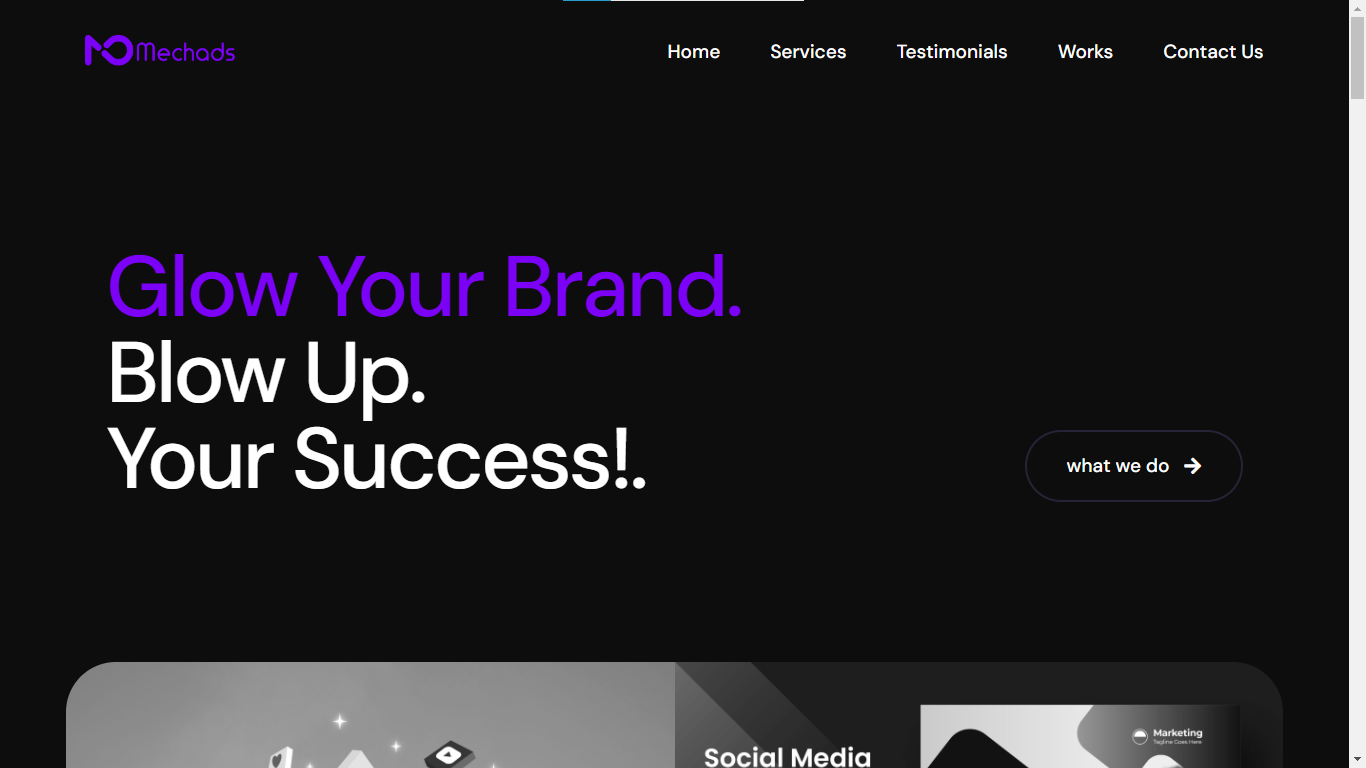 Mechads
Home Services Testimonials Works Contact Us
Glow Your Brand.
Blow Up.
Your Success!.
what we do
Social Media
Marketing
Tagline Goes Here